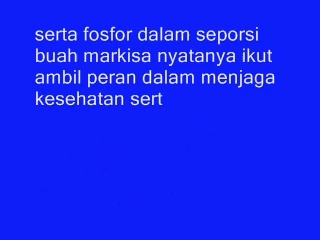 serta fosfor dalam seporsi
buah markisa nyatanya ikut
ambil peran dalam menjaga
kesehatan sert